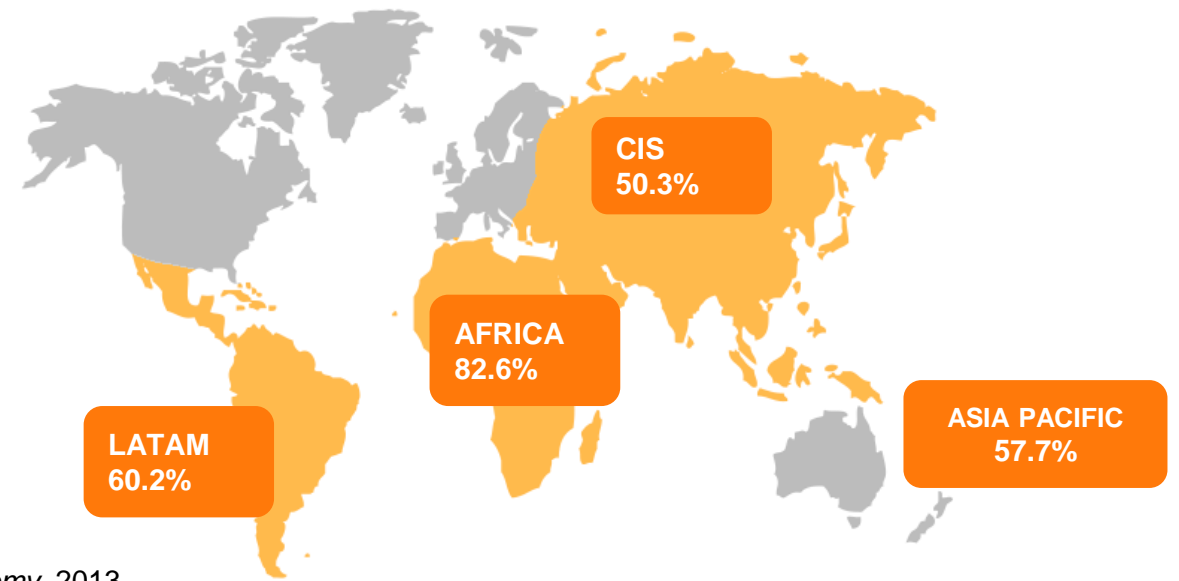 CIS
50.3%
AFRICA
82.6%
ASIA PACIFIC
57.7%
LATAM
60.2%
2013